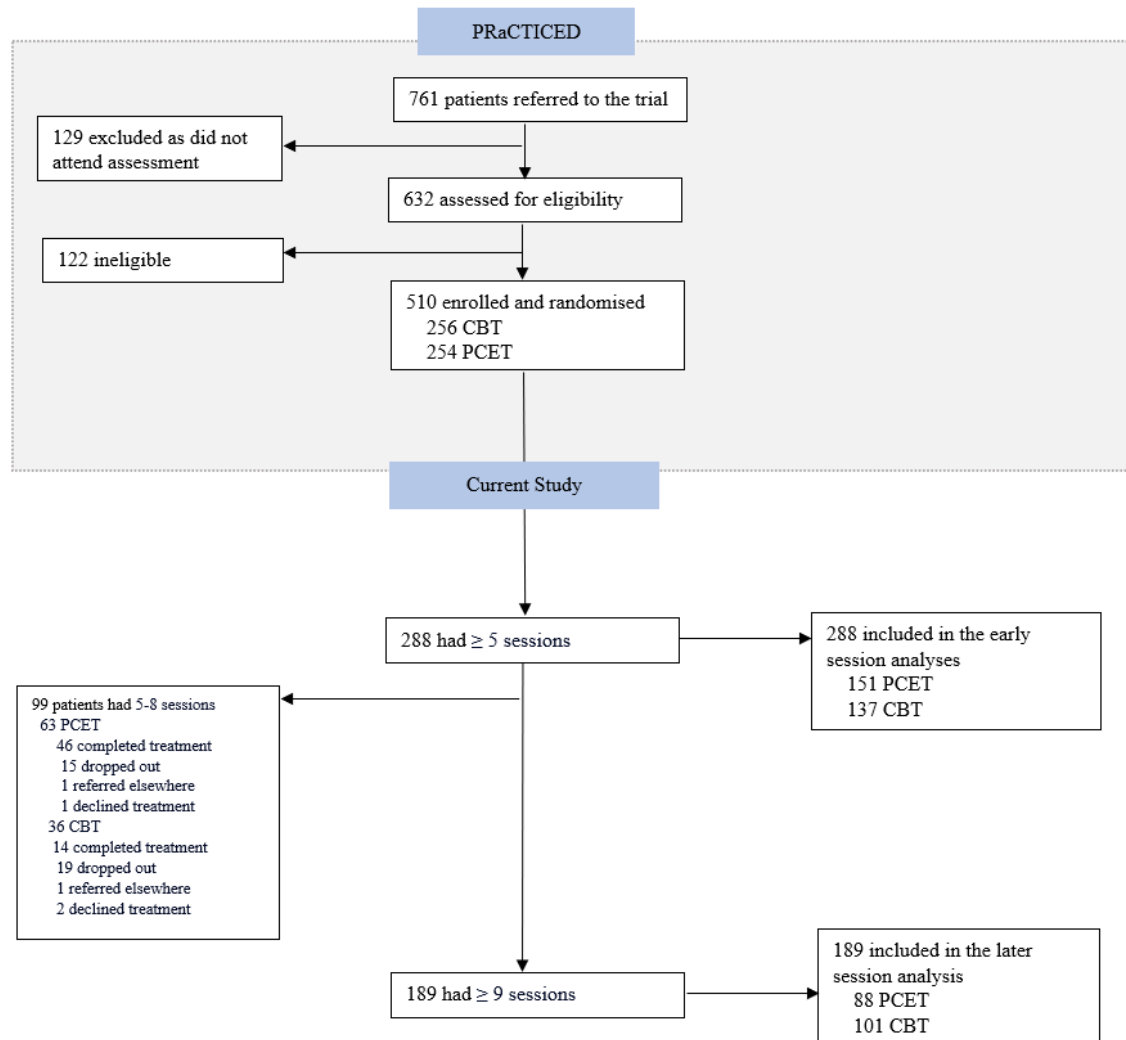 PRaCTICED
761 patients referred to the trial
129 excluded as did not
attend assessment
632 assessed for eligibility
122 ineligible
510 enrolled and randomised
256 CBT
254 PCET
Current Study
288 had ≥ 5 sessions
288 included in the early
session analyses
151 PCET
137 CBT
99 patients had 5-8 sessions
63 PCET
46 completed treatment
15 dropped out
1 referred elsewhere
1 declined treatment
36 CBT
14 completed treatment
19 dropped out
1 referred elsewhere
2 declined treatment
189 had ≥ 9 sessions
189 included in the later
session analysis
88 PCET
101 CBT